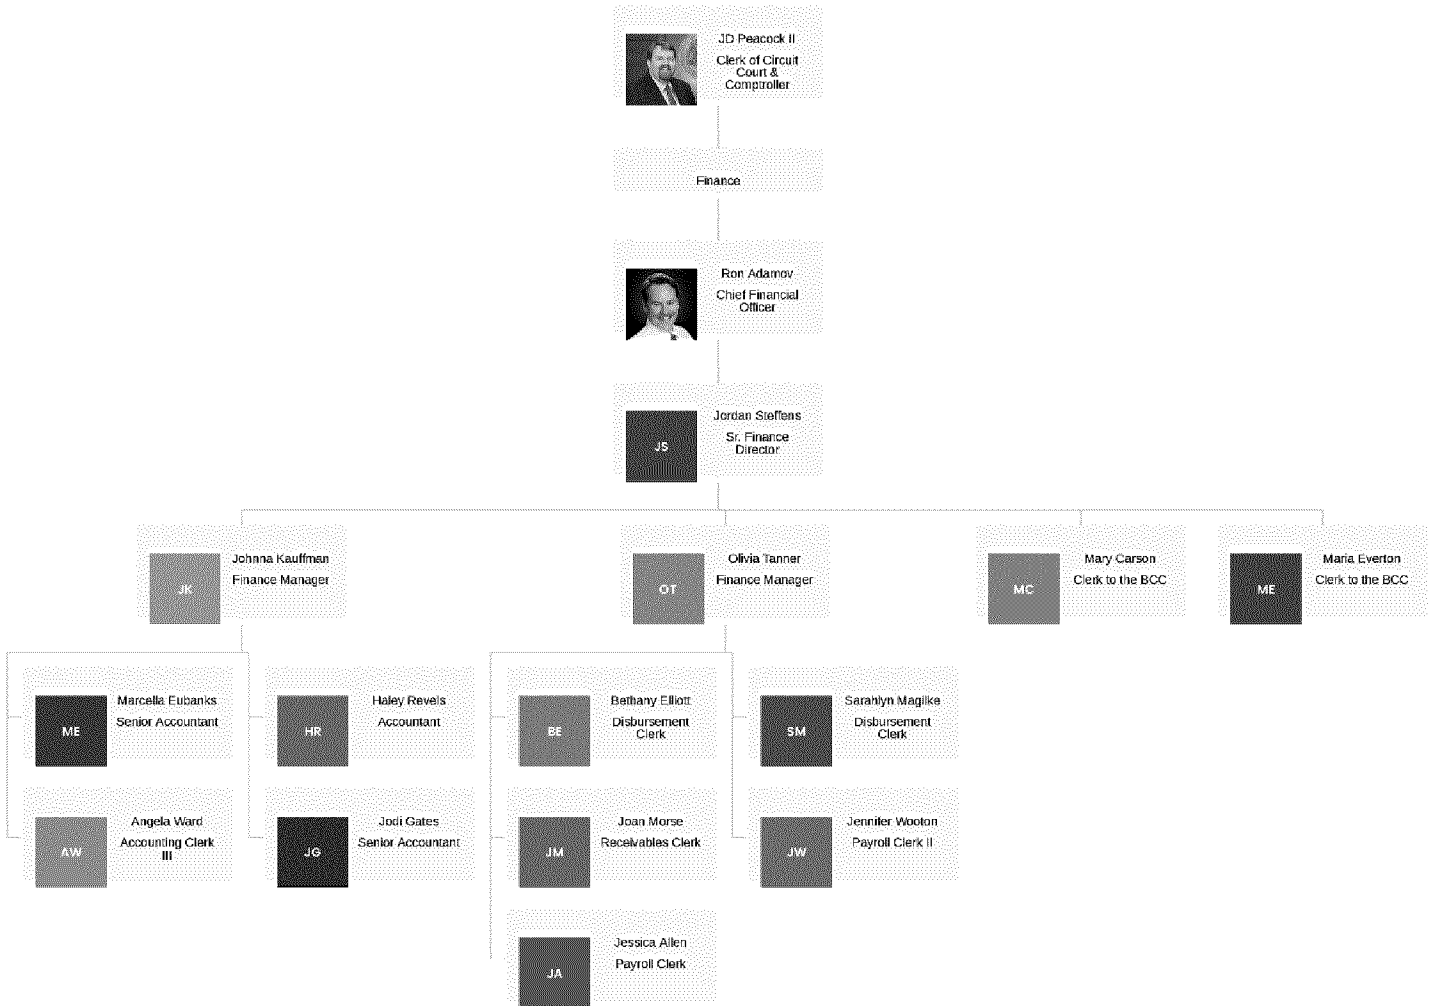 JD Peacock II
Clerk of Circuit
Court &
Comptroller
Finance
Ron Adamov
Chief Financial
Officer
JS
Jordan Steffens
Sr. Finance
Director
JK
Johnna Kauffman
Finance Manager
OT
Olivia Tanner
Finance Manager
MC
Mary Carson
Clerk to the BCC
ME
Maria Everton
Clerk to the BCC
ME
Marcella Eubanks
Senior Accountant
HR
Haley Revels
Accountant
BE
Bethany Elliott
Disbursement
Clerk
SM
Sarahlyn Magilke
Disbursement
Clerk
AW
Angela Ward
Accounting Clerk
III
JG
Jodi Gates
Senior Accountant
JM
Joan Morse
Receivables Clerk
JW
Jennifer Wooton
Payroll Clerk II
JA
Jessica Allen
Payroll Clerk